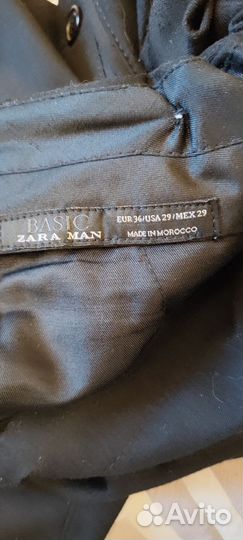 BASIC
ZARA MAN
EUR 36/USA 29/MEX 29
MADE IN MOROCCO
Avito